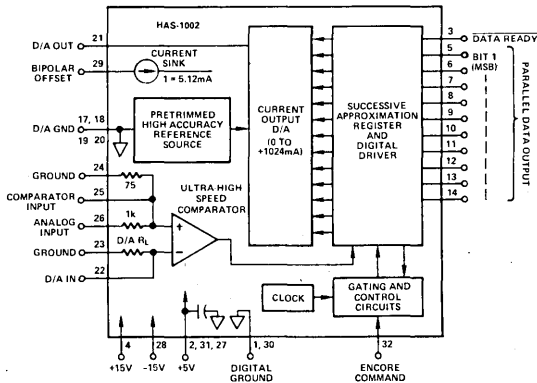 HAS-1002
D/A OUT
21
BIPOLAR
OFFSET
29
CURRENT
SINK
1 = 5.12mA
D/A GND
17, 18
19 20
PRETRIMMED
HIGH ACCURACY
REFERENCE
SOURCE
CURRENT
OUTPUT
D/A
(0 TO
+1024mA)
SUCCESSIVE
APPROXIMATION
REGISTER
AND DIGITAL
DRIVER
3
DATA READY
5
BIT 1
(MSB)
6
7
8
9
10
11
12
13
14
PARALLEL DATA OUTPUT
GROUND
24
75
COMPARATOR
INPUT
25
ANALOG
INPUT
26
1k
GROUND
23
D/A RL
D/A IN
22
ULTRA-HIGH
SPEED
COMPARATOR
+
−
CLOCK
GATING AND
CONTROL
CIRCUITS
4
+15V
28
-15V
2, 31, 27
+5V
1, 30
DIGITAL
GROUND
32
ENCORE
COMMAND